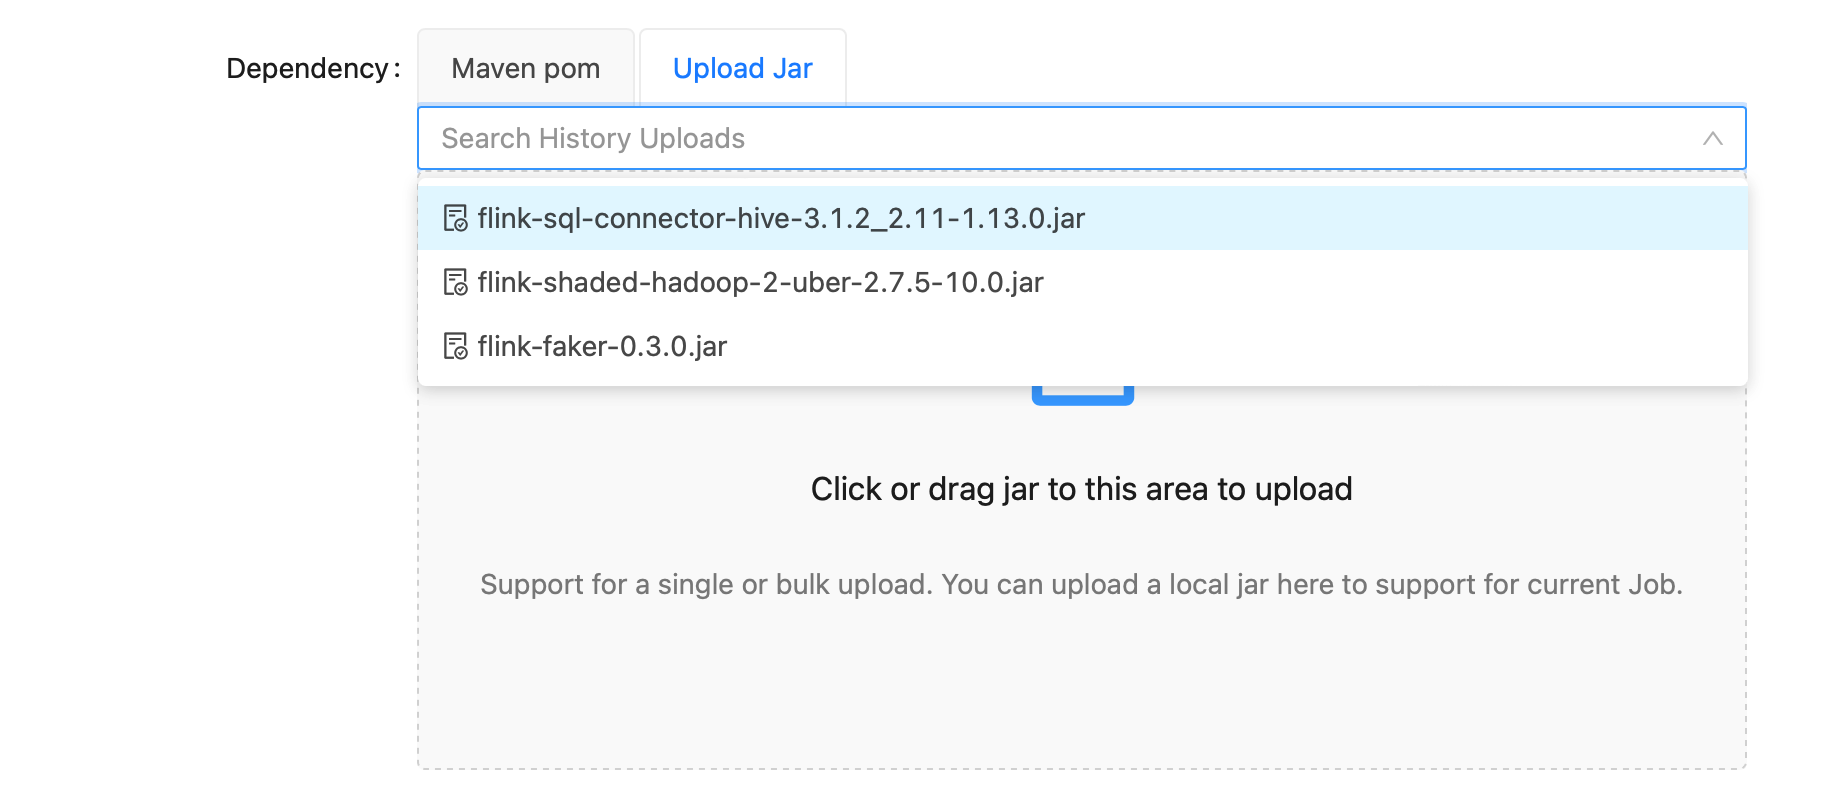 Dependency:
Maven pom
Upload Jar
Search History Uploads
flink-sql-connector-hive-3.1.2_2.11-1.13.0.jar
flink-shaded-hadoop-2-uber-2.7.5-10.0.jar
flink-faker-0.3.0.jar
Click or drag jar to this area to upload
Support for a single or bulk upload. You can upload a local jar here to support for current Job.